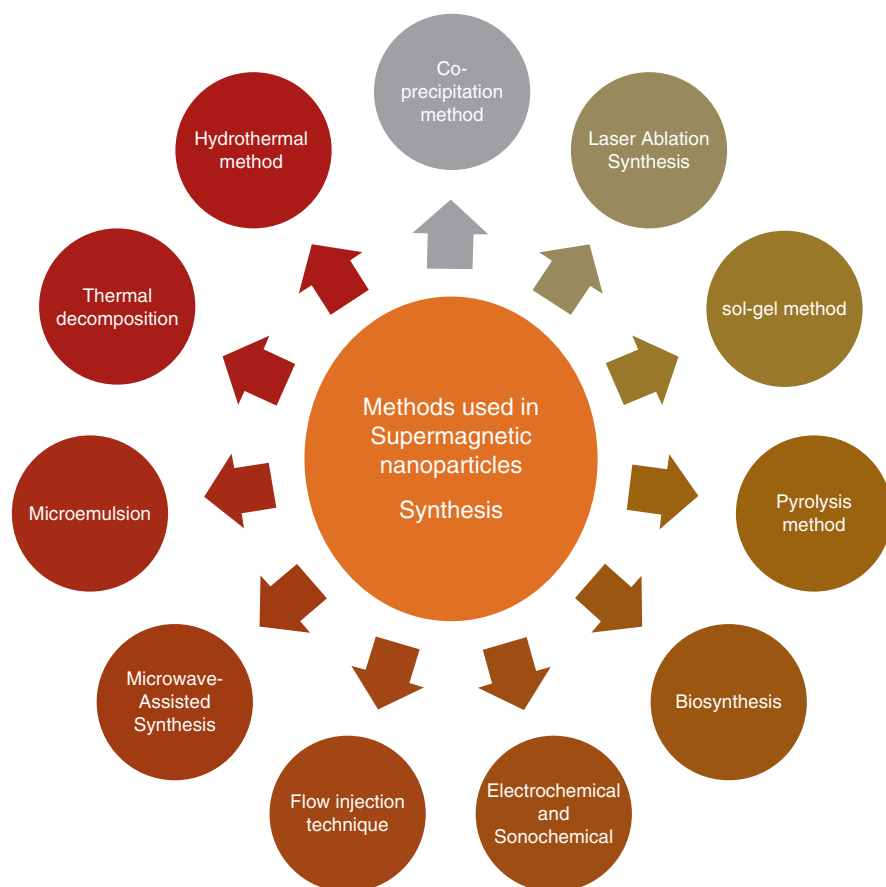 Methods used in
Supermagnetic
nanoparticles
Synthesis
Co-
precipitation
method
Laser Ablation
Synthesis
sol-gel method
Pyrolysis
method
Biosynthesis
Electrochemical
and
Sonochemical
Flow injection
technique
Microwave-
Assisted
Synthesis
Microemulsion
Thermal
decomposition
Hydrothermal
method